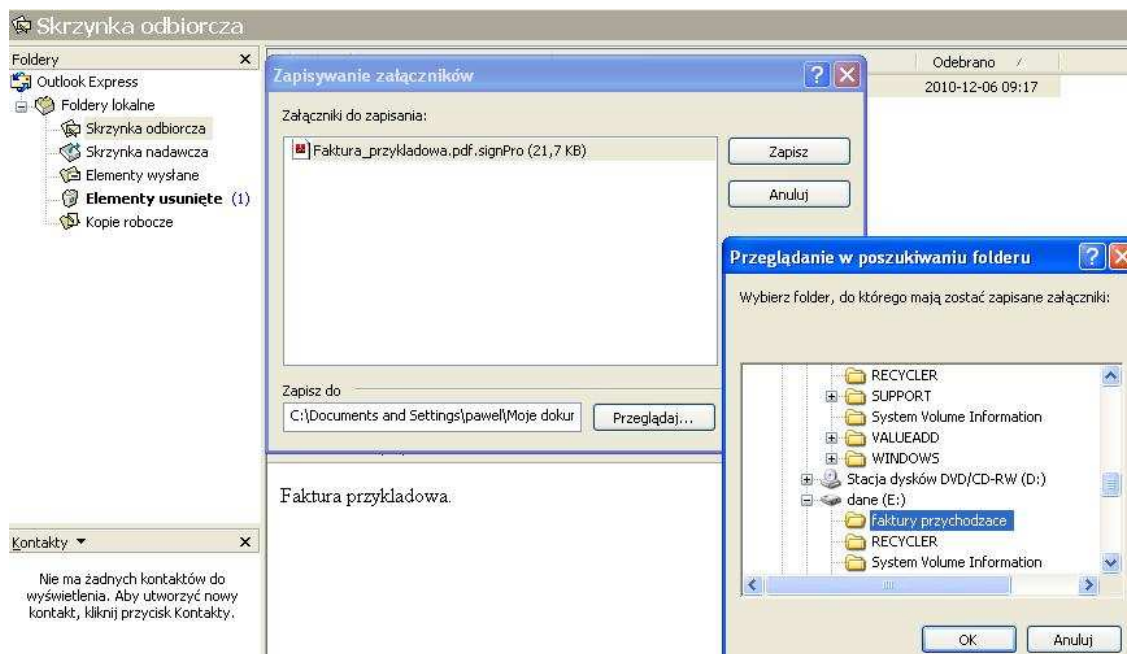 Skrzynka odbiorcza
Foldery
Outlook Express
Foldery lokalne
Skrzynka odbiorcza
Skrzynka nadawcza
Elementy wysłane
Elementy usunięte (1)
Kopie robocze
Odebrano
2010-12-06 09:17
Zapisywanie załączników
Załączniki do zapisania:
Faktura_przykladowa.pdf.signPro (21,7 KB)
Zapisz
Anuluj
Zapisz do
C:\Documents and Settings\pawel\Moje dokur
Przeglądaj...
Przeglądanie w poszukiwaniu folderu
Wybierz folder, do którego mają zostać zapisane załączniki:
RECYCLER
SUPPORT
System Volume Information
VALUEADD
WINDOWS
Stacja dysków DVD/CD-RW (D:)
dane (E:)
faktury przychodzace
RECYCLER
System Volume Information
OK
Anuluj
Faktura przykladowa.
Kontakty
Nie ma żadnych kontaktów do
wyświetlenia. Aby utworzyć nowy
kontakt, kliknij przycisk Kontakty.